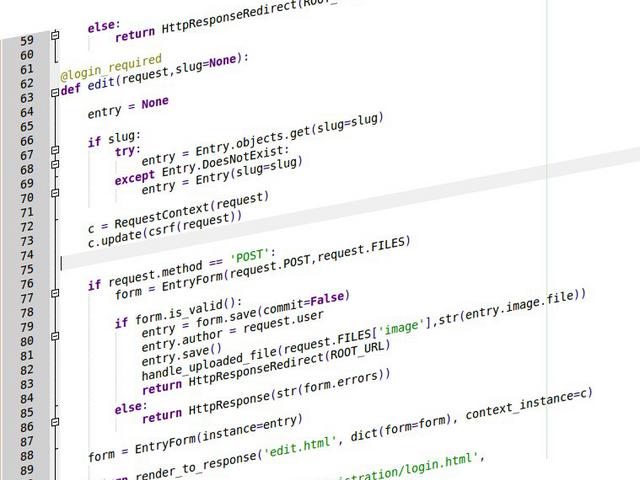 59 else:
60 return HttpResponseRedirect(ROOT_
61
62 @login_required
63 def edit(request,slug=None):
64
65 entry = None
66
67 if slug:
68 try:
69 entry = Entry.objects.get(slug=slug)
70 except Entry.DoesNotExist:
71 entry = Entry(slug=slug)
72
73 c = RequestContext(request)
74 c.update(csrf(request))
75
76 if request.method == 'POST':
77 form = EntryForm(request.POST,request.FILES)
78
79 if form.is_valid():
80 entry = form.save(commit=False)
81 entry.author = request.user
82 entry.save()
83 handle_uploaded_file(request.FILES['image'],str(entry.image.file))
84 return HttpResponseRedirect(ROOT_URL)
85 else:
86 return HttpResponse(str(form.errors))
87
88 form = EntryForm(instance=entry)
89
render_to_response('edit.html', dict(form=form), context_instance=c)
istration/login.html',